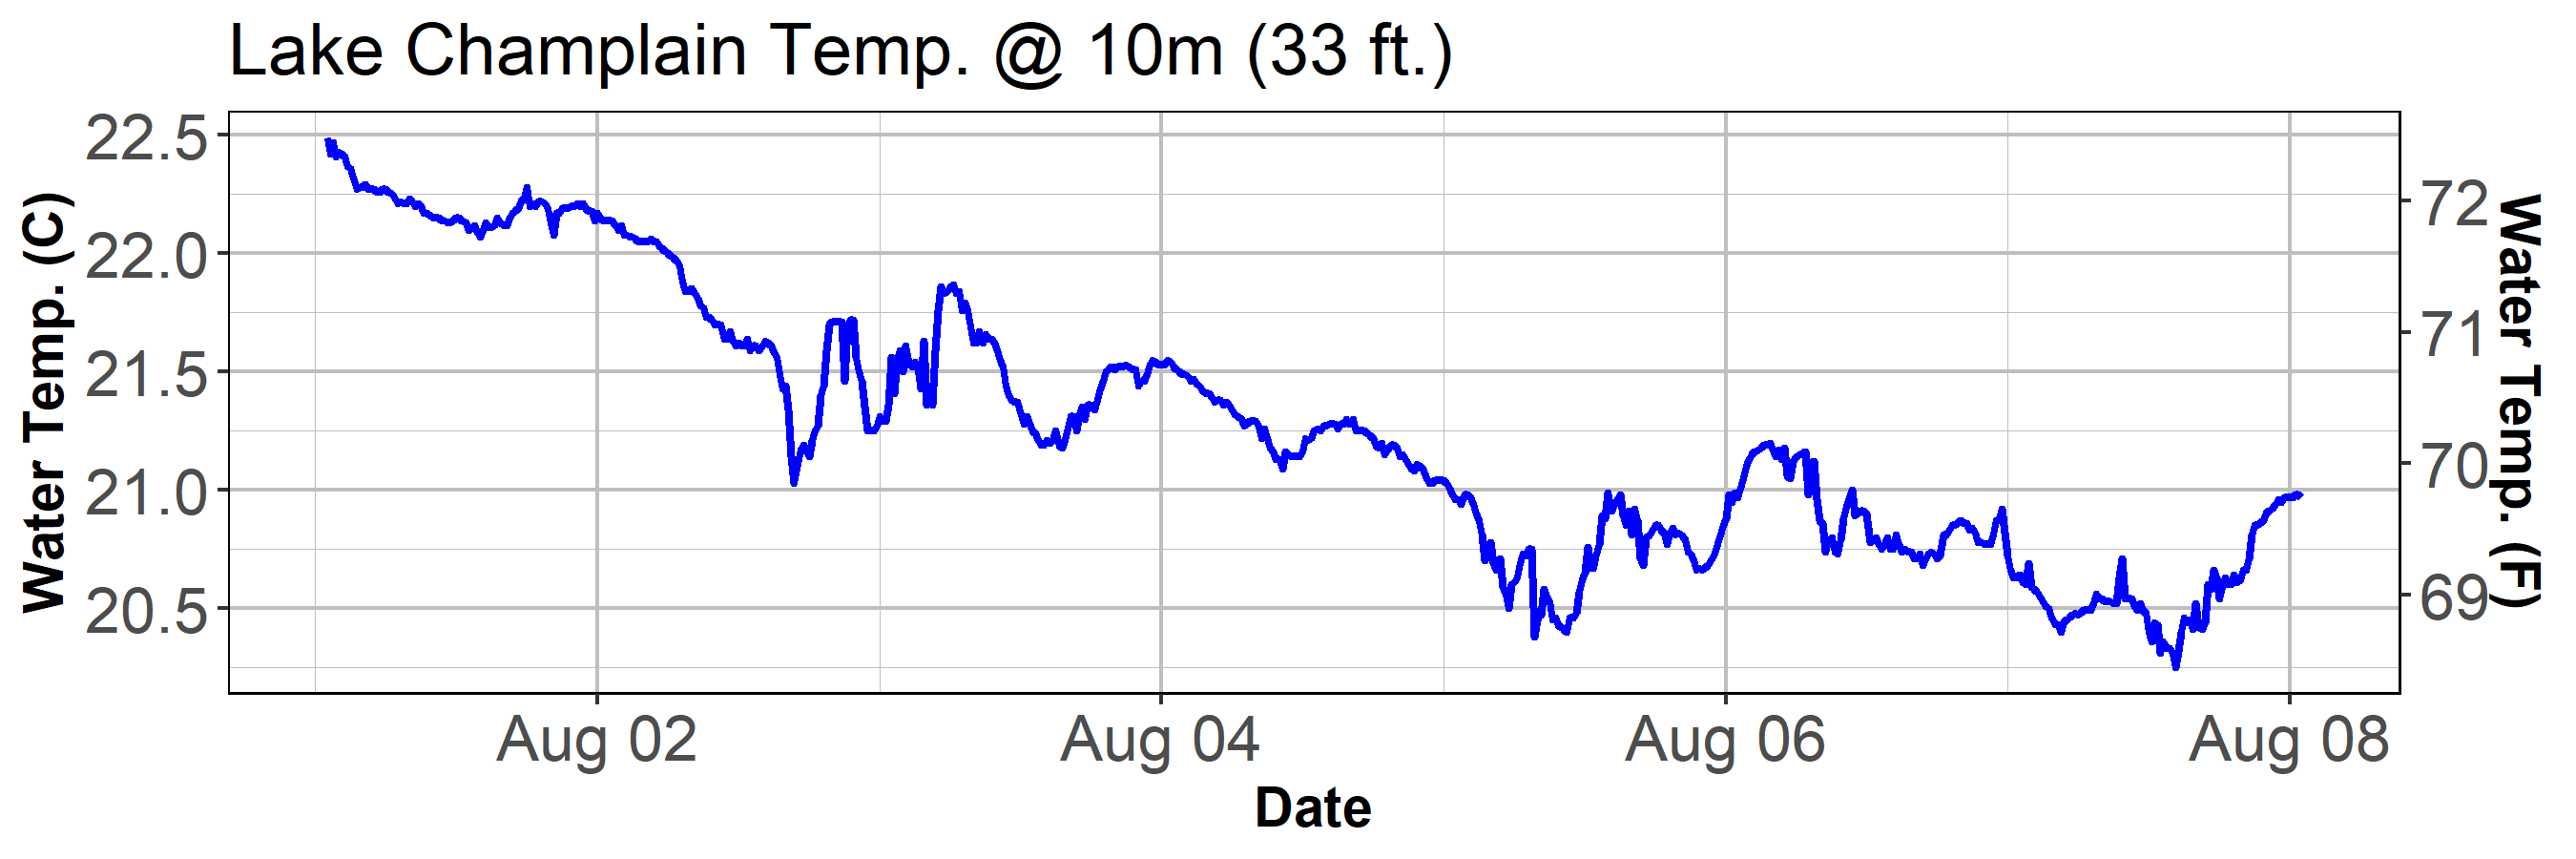 Lake Champlain Temp. @ 10m (33 ft.)
Water Temp. (C)
22.5
22.0
21.5
21.0
20.5
72
71
70
69
Water Temp. (F)
Aug 02
Aug 04
Aug 06
Aug 08
Date